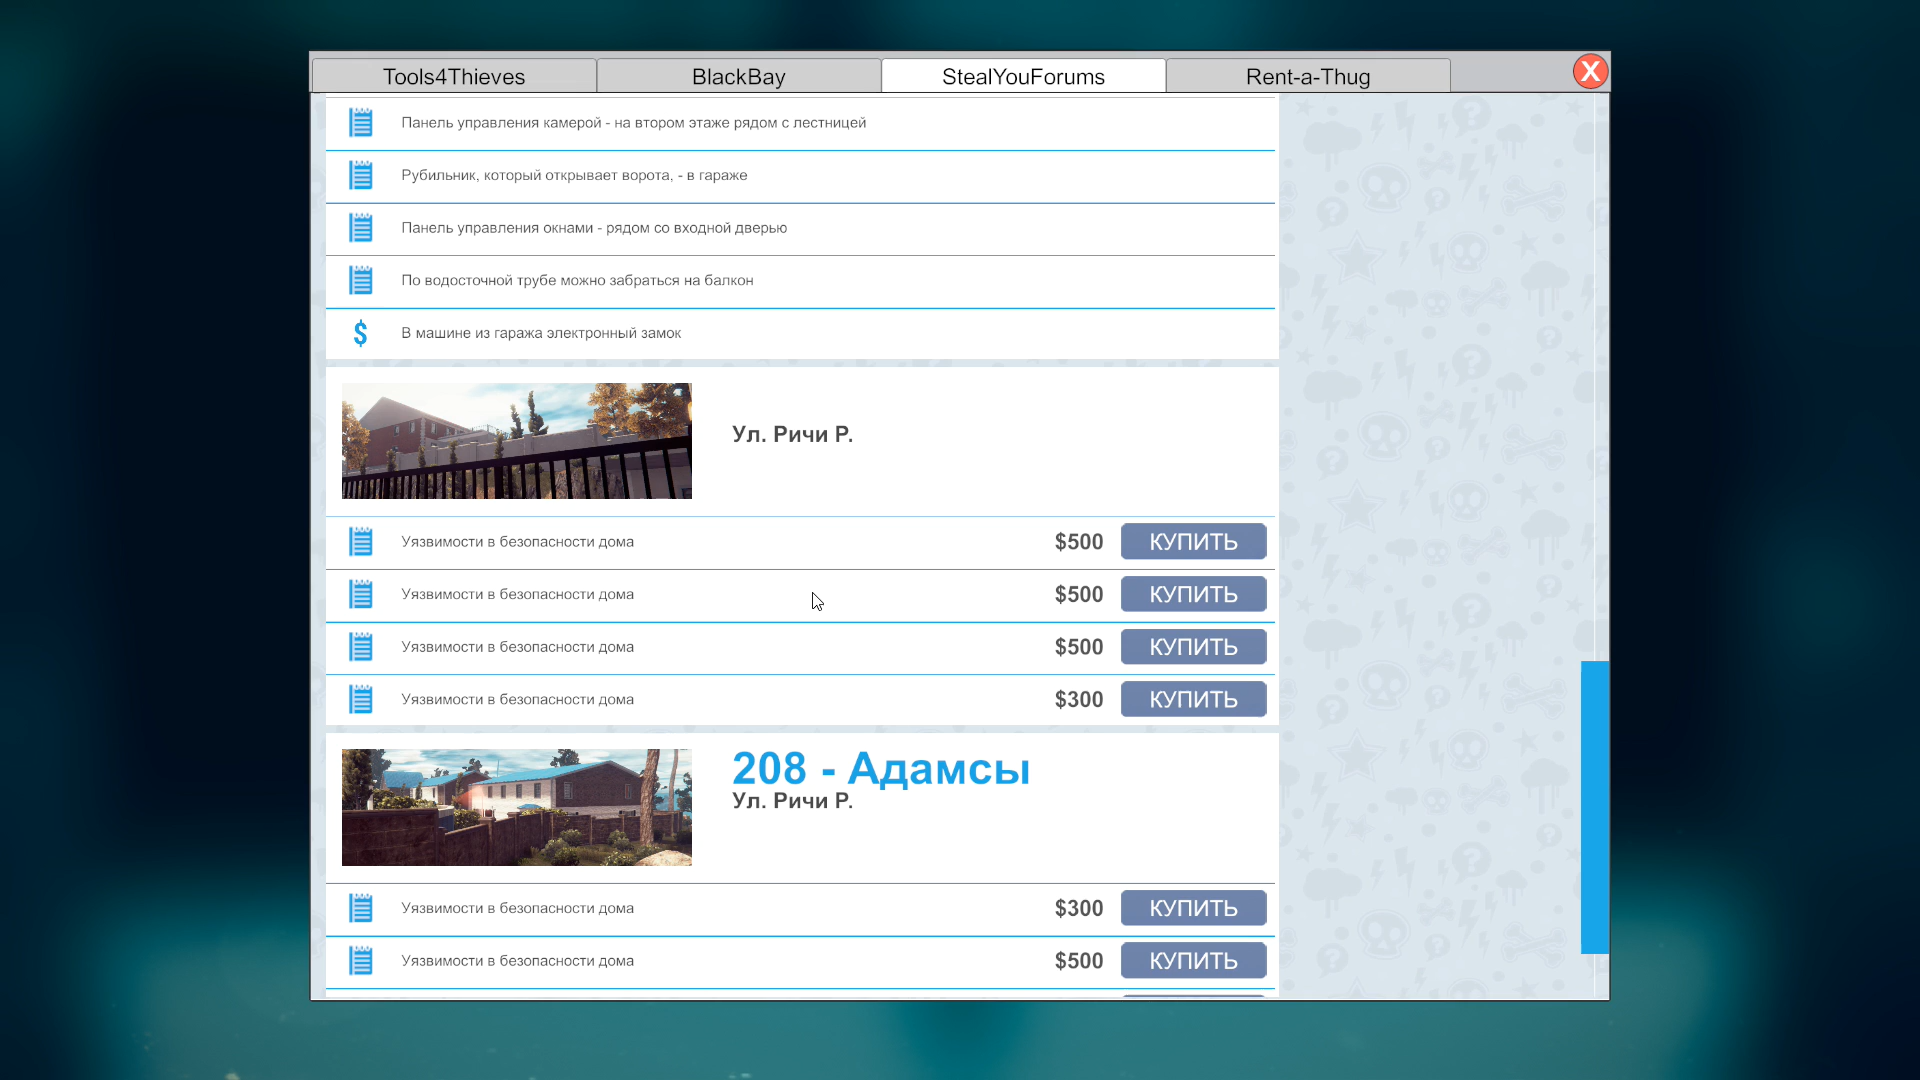 Tools4Thieves
BlackBay
StealYouForums
Rent-a-Thug
X
Панель управления камерой - на втором этаже рядом с лестницей
Рубильник, который открывает ворота, - в гараже
Панель управления окнами - рядом со входной дверью
По водосточной трубе можно забраться на балкон
$ В машине из гаража электронный замок
Ул. Ричи Р.
Уязвимости в безопасности дома $500 КУПИТЬ
Уязвимости в безопасности дома $500 КУПИТЬ
Уязвимости в безопасности дома $500 КУПИТЬ
Уязвимости в безопасности дома $300 КУПИТЬ
208 - Адамсы
Ул. Ричи Р.
Уязвимости в безопасности дома $300 КУПИТЬ
Уязвимости в безопасности дома $500 КУПИТЬ